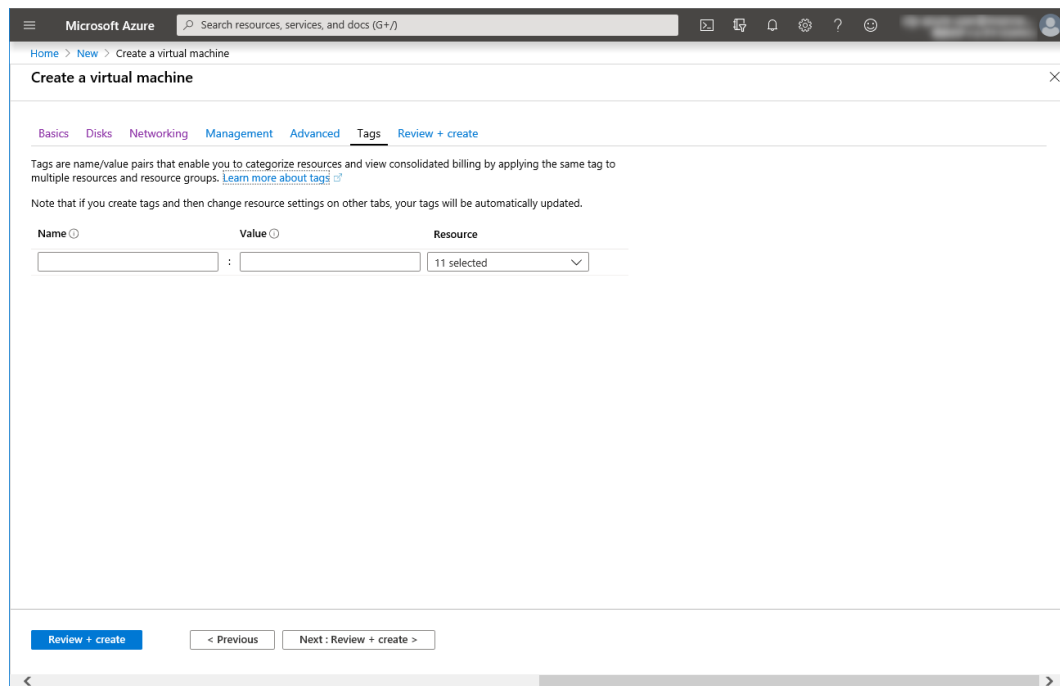 Microsoft Azure
Search resources, services, and docs (G+/)
Home > New > Create a virtual machine
Create a virtual machine
Basics Disks Networking Management Advanced Tags Review + create
Tags are name/value pairs that enable you to categorize resources and view consolidated billing by applying the same tag to
multiple resources and resource groups. Learn more about tags
Note that if you create tags and then change resource settings on other tabs, your tags will be automatically updated.
Name Value Resource
: 11 selected
Review + create < Previous Next : Review + create >